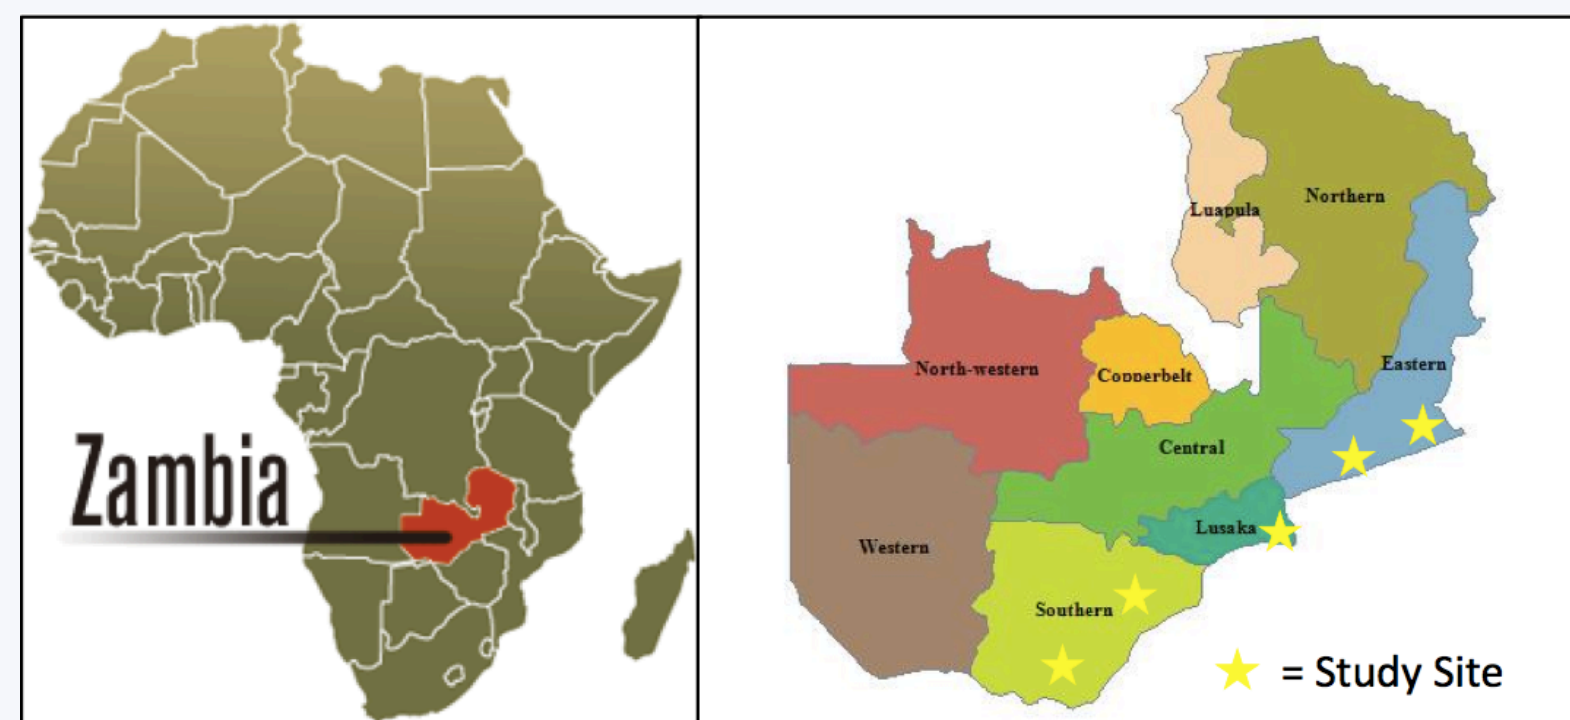 Zambia
Luapula
Northern
North-western
Copperbelt
Eastern
Central
Western
Lusaka
Southern
= Study Site